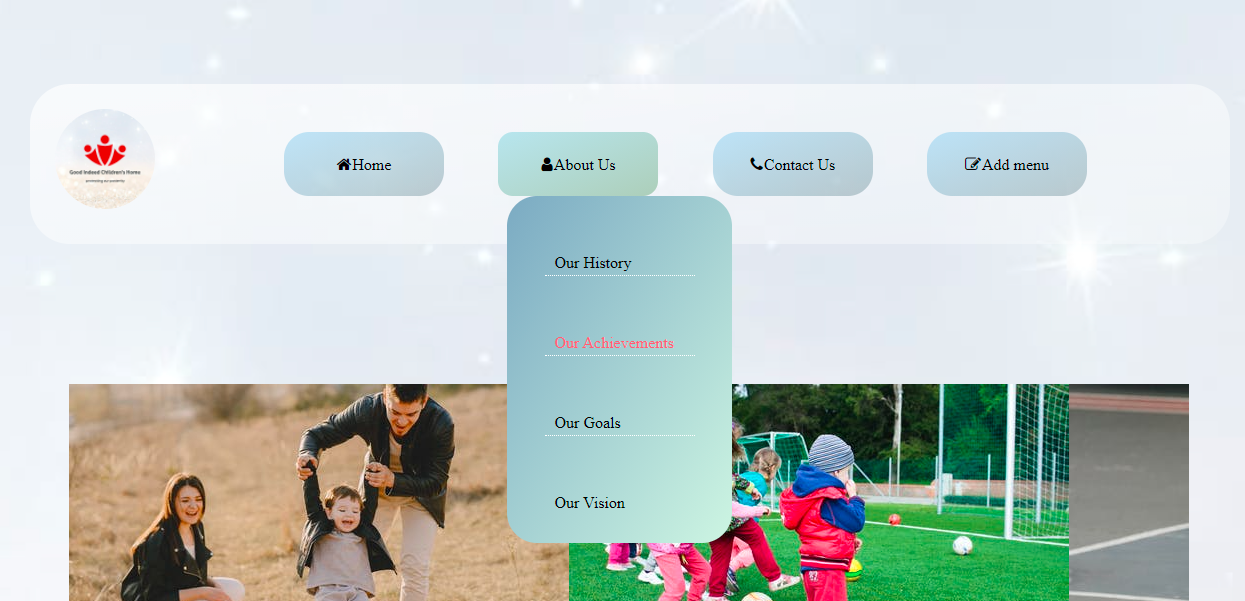 Good Indeed Children's Home
Home
About Us
Contact Us
Add menu
Our History
Our Achievements
Our Goals
Our Vision